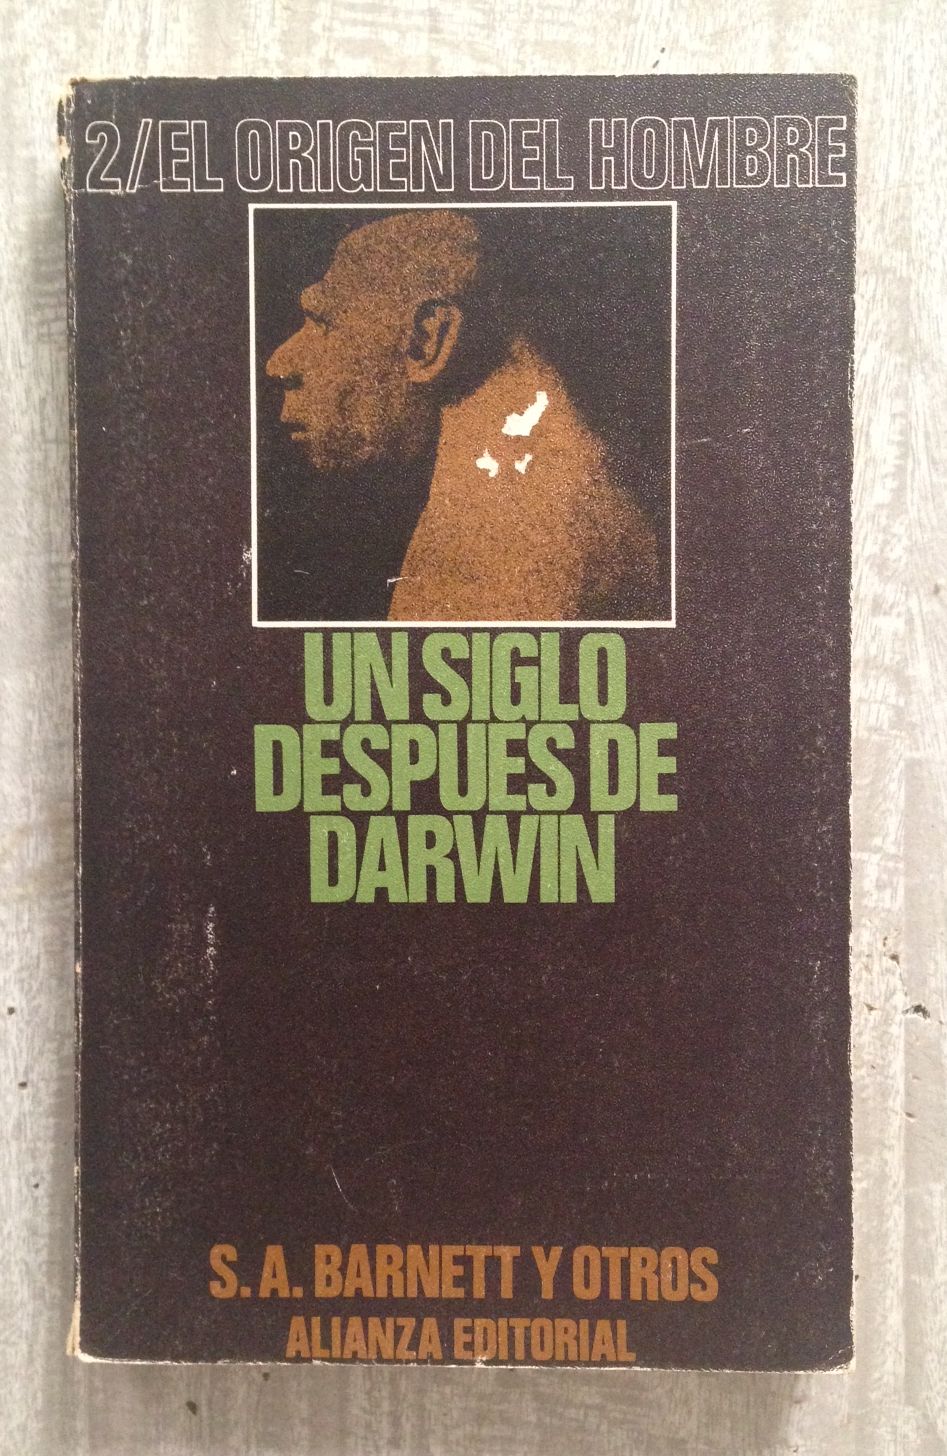 2/EL ORIGEN DEL HOMBRE
UN SIGLO
DESPUES DE
DARWIN
S. A. BARNETT Y OTROS
ALIANZA EDITORIAL